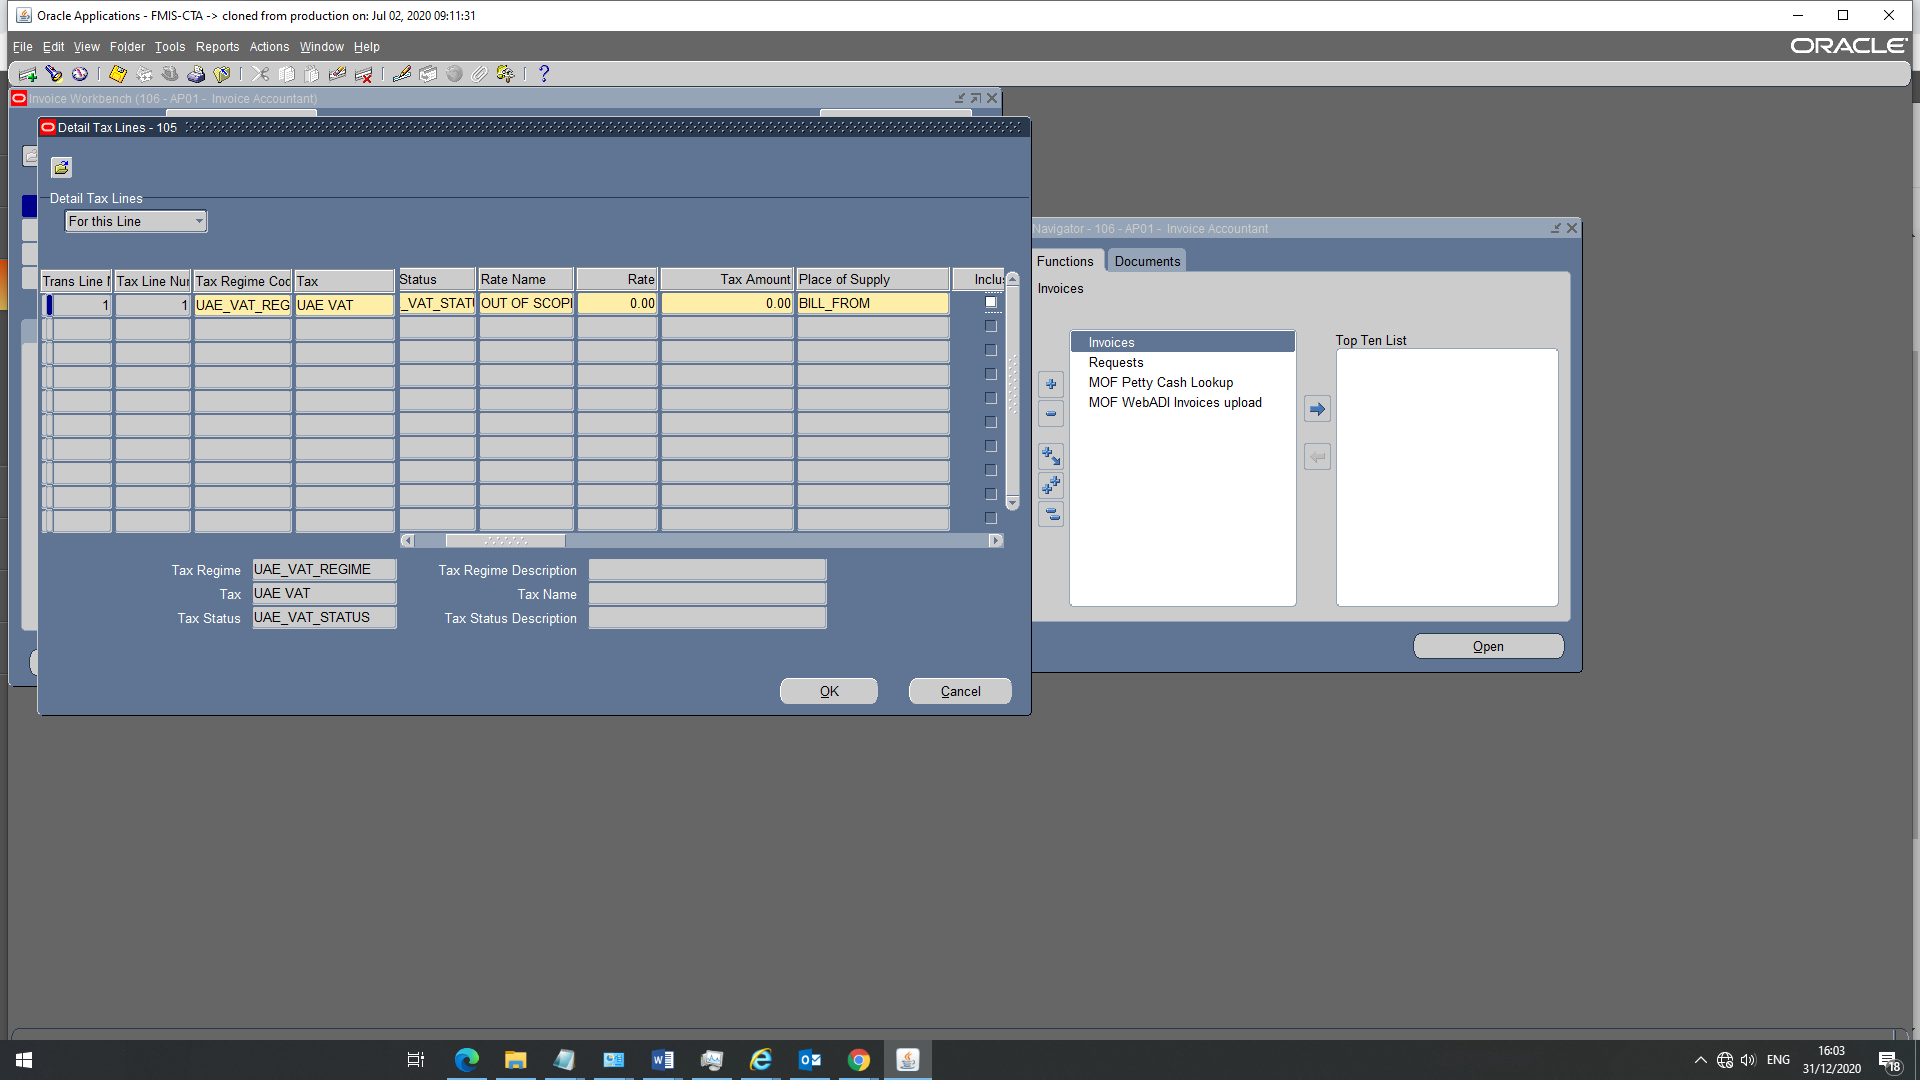 Oracle Applications - FMIS-CTA -> cloned from production on: Jul 02, 2020 09:11:31
File Edit View Folder Tools Reports Actions Window Help
ORACLE
Invoice Workbench (106 - AP01 - Invoice Accountant)
Detail Tax Lines - 105
Detail Tax Lines
For this Line
Trans Line N Tax Line Nur Tax Regime Coc Tax Status Rate Name Rate Tax Amount Place of Supply Inclu
1 1 UAE_VAT_REG UAE VAT _VAT_STATU OUT OF SCOPI 0.00 0.00 BILL_FROM
Tax Regime UAE_VAT_REGIME Tax Regime Description
Tax UAE VAT Tax Name
Tax Status UAE_VAT_STATUS Tax Status Description
OK Cancel
Navigator - 106 - AP01 - Invoice Accountant
Functions Documents
Invoices
Top Ten List
Invoices
Requests
MOF Petty Cash Lookup
MOF WebADI Invoices upload
Open
ENG
16:03
31/12/2020
18